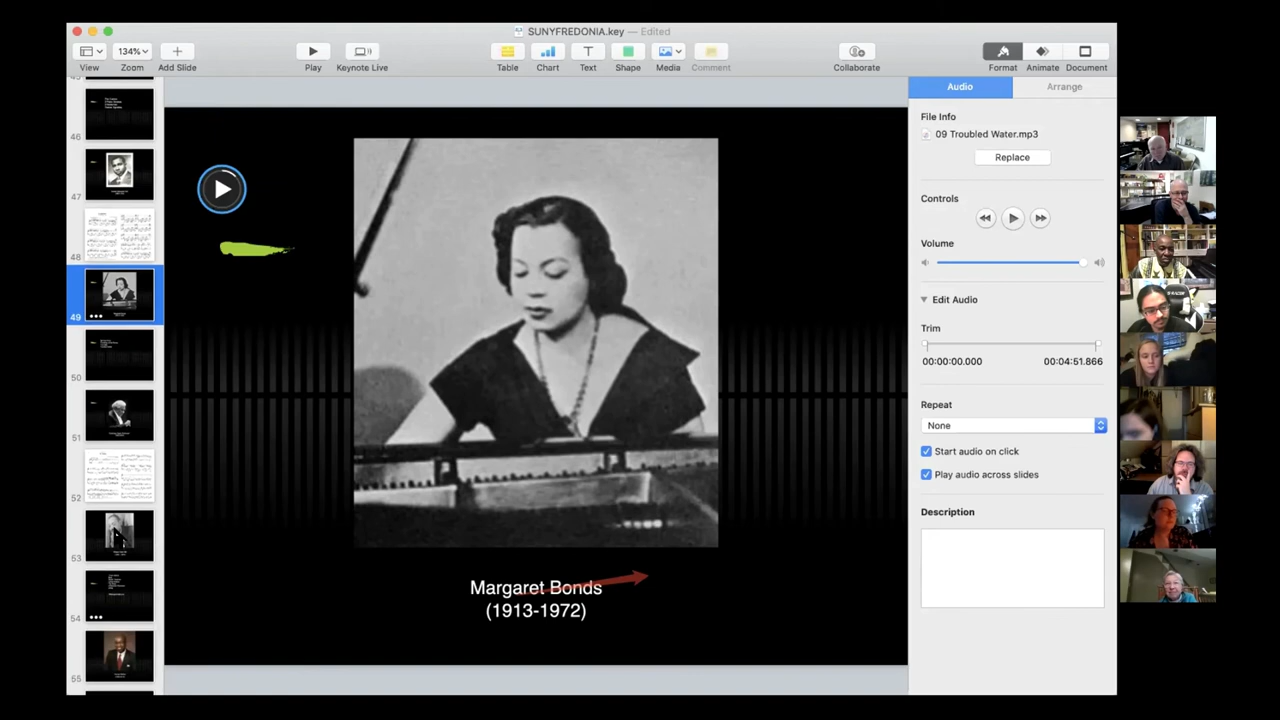 SUNYFREDONIA.key — Edited
134%
View
Zoom
Add Slide
Play
Keynote Live
Table
Chart
Text
Shape
Media
Comment
Collaborate
Format
Animate
Document
Audio
Arrange
File Info
09 Troubled Water.mp3
Replace
Controls
Volume
Edit Audio
Trim
00:00:00.000
00:04:51.866
Repeat
None
Start audio on click
Play audio across slides
Description
46
47
48
49
50
51
52
53
54
55
Margaret Bonds
(1913-1972)